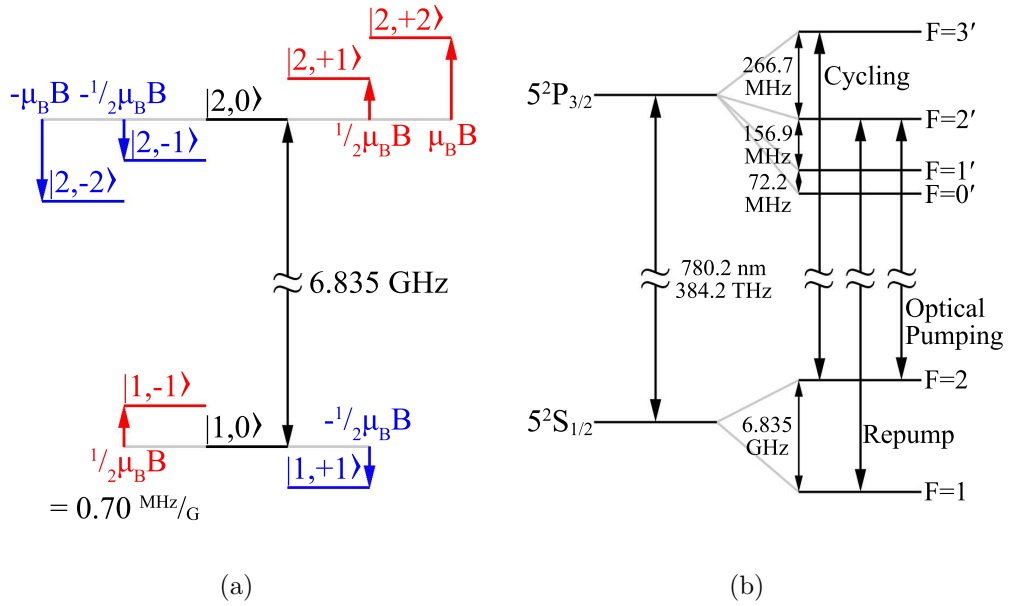 |2,+2⟩
|2,+1⟩
-μBB -1/2μBB
|2,0⟩
|2,-1⟩
1/2μBB μBB
|2,-2⟩
≈ 6.835 GHz
|1,-1⟩
|1,0⟩
-1/2μBB
1/2μBB
|1,+1⟩
= 0.70 MHz/G
(a)
F=3′
266.7
MHz
Cycling
5²P3/2
F=2′
156.9
MHz
F=1′
72.2
MHz
F=0′
780.2 nm
384.2 THz
Optical
Pumping
F=2
5²S1/2
6.835
GHz
Repump
F=1
(b)